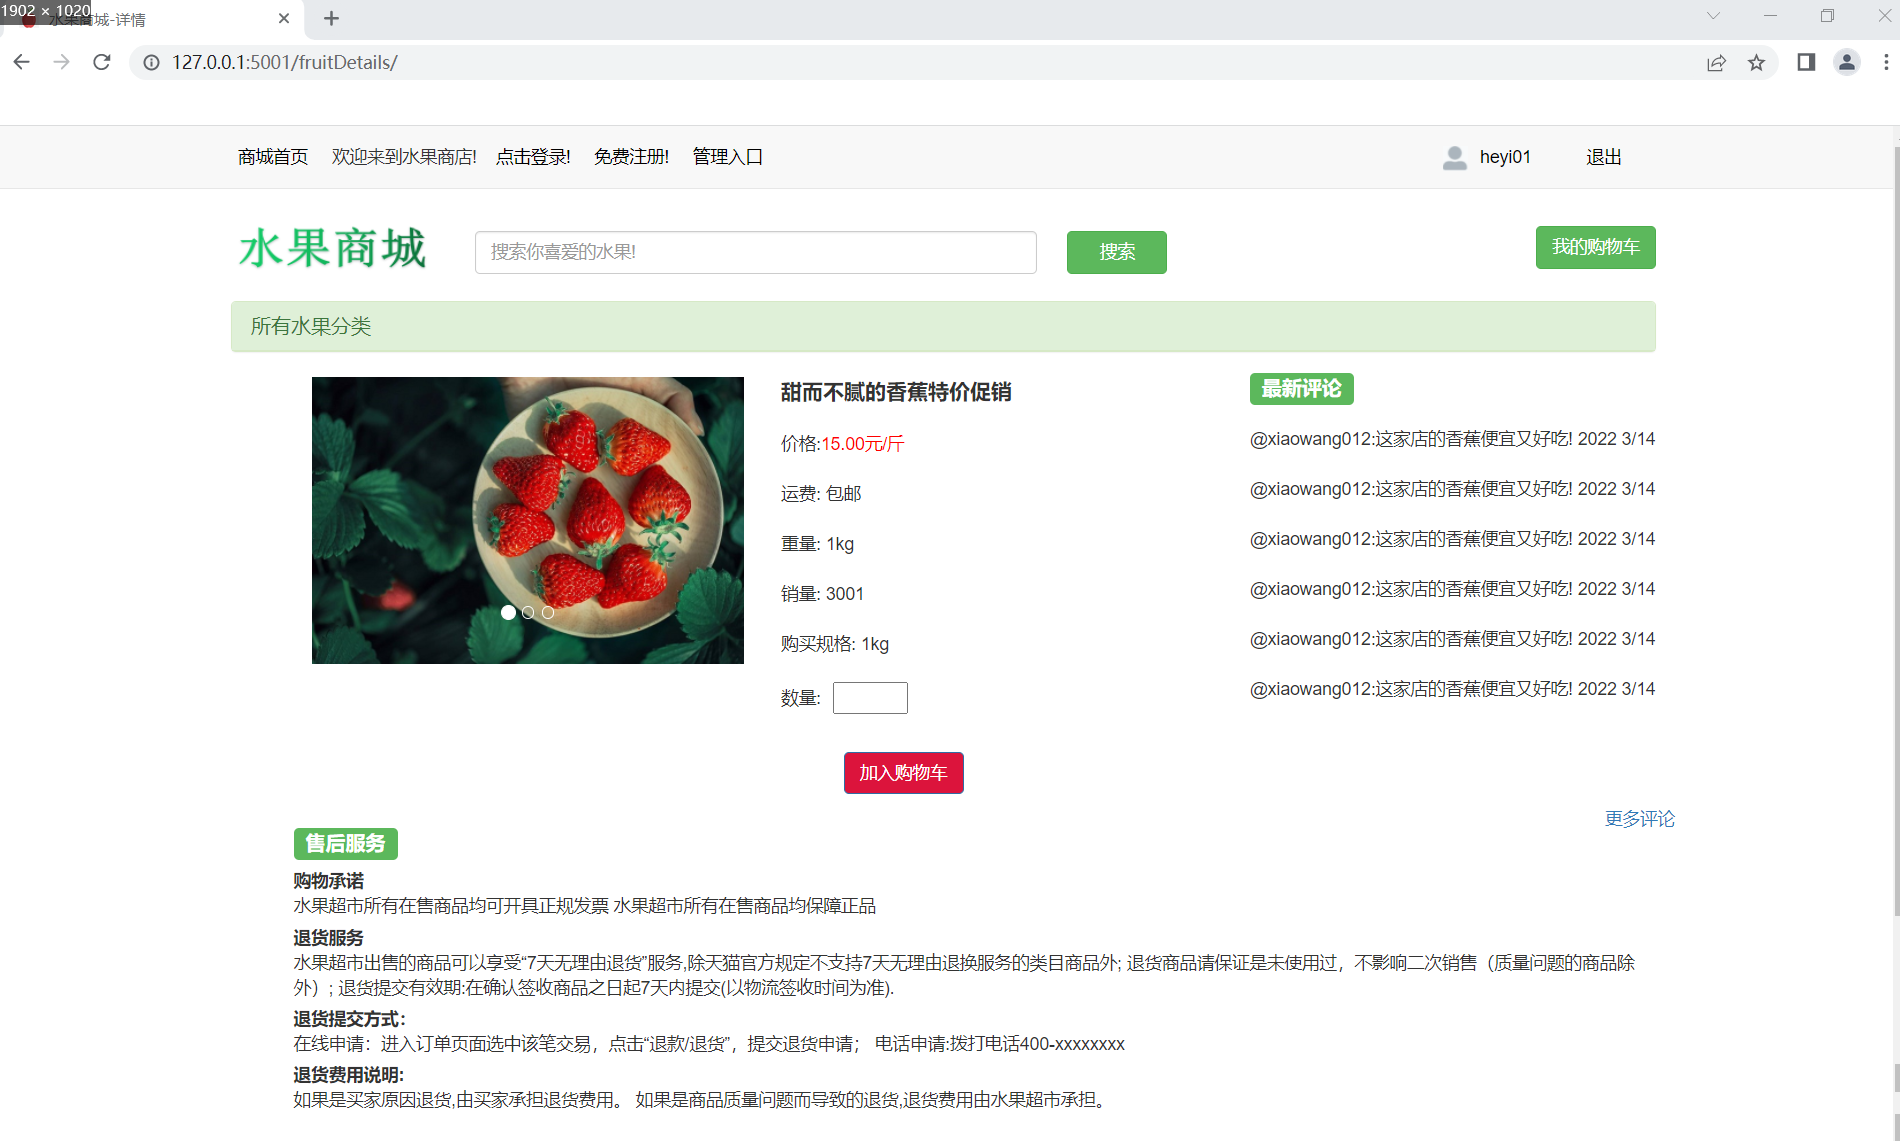 1902 × 1020
水果商城-详情
127.0.0.1:5001/fruitDetails/
商城首页 欢迎来到水果商店! 点击登录! 免费注册! 管理入口 heyi01 退出
水果商城 搜索你喜爱的水果! 搜索 我的购物车
所有水果分类
甜而不腻的香蕉特价促销
价格:15.00元/斤
运费: 包邮
重量: 1kg
销量: 3001
购买规格: 1kg
数量:
加入购物车
最新评论
@xiaowang012:这家店的香蕉便宜又好吃! 2022 3/14
@xiaowang012:这家店的香蕉便宜又好吃! 2022 3/14
@xiaowang012:这家店的香蕉便宜又好吃! 2022 3/14
@xiaowang012:这家店的香蕉便宜又好吃! 2022 3/14
@xiaowang012:这家店的香蕉便宜又好吃! 2022 3/14
@xiaowang012:这家店的香蕉便宜又好吃! 2022 3/14
更多评论
售后服务
购物承诺
水果超市所有在售商品均可开具正规发票 水果超市所有在售商品均保障正品
退货服务
水果超市出售的商品可以享受“7天无理由退货”服务,除天猫官方规定不支持7天无理由退换服务的类目商品外; 退货商品请保证是未使用过，不影响二次销售（质量问题的商品除
外）; 退货提交有效期:在确认签收商品之日起7天内提交(以物流签收时间为准).
退货提交方式：
在线申请：进入订单页面选中该笔交易，点击“退款/退货”，提交退货申请； 电话申请:拨打电话400-xxxxxxxx
退货费用说明:
如果是买家原因退货,由买家承担退货费用。 如果是商品质量问题而导致的退货,退货费用由水果超市承担。